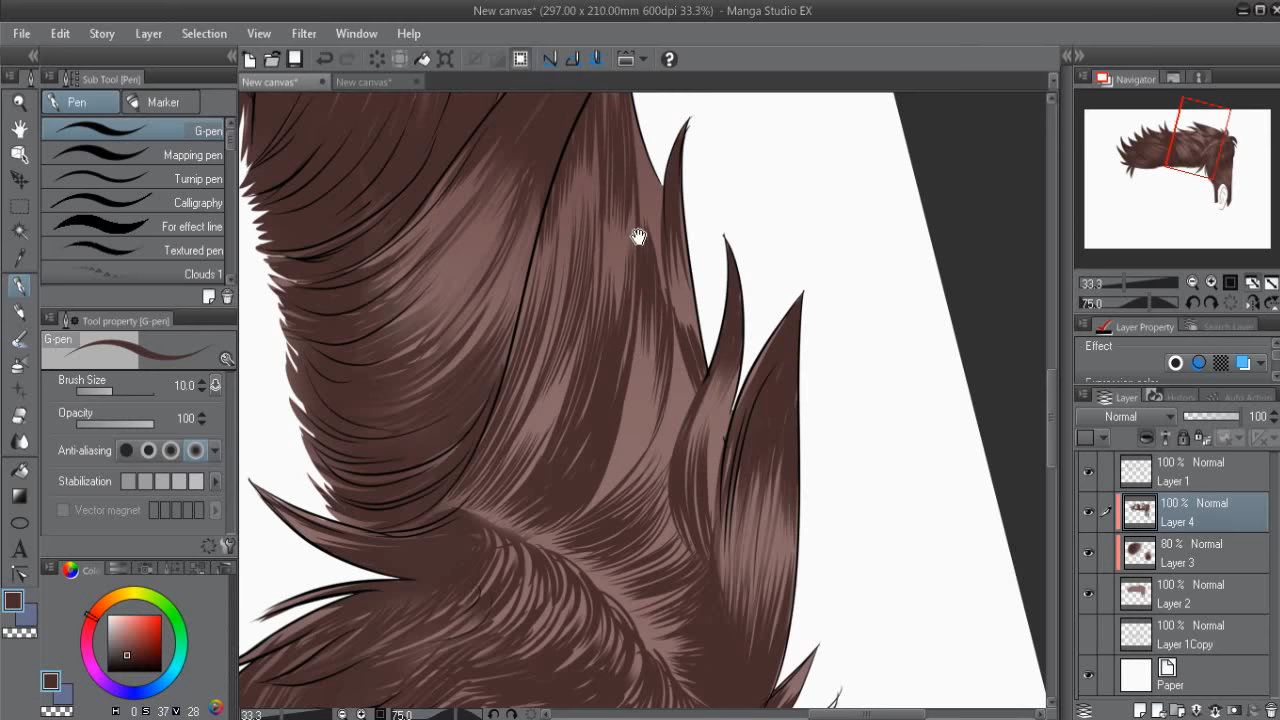 New canvas* (297.00 x 210.00mm 600dpi 33.3%) - Manga Studio EX
File Edit Story Layer Selection View Filter Window Help
Sub Tool [Pen]
New canvas* New canvas*
Pen Marker
G-pen
Mapping pen
Turnip pen
Calligraphy
For effect line
Textured pen
Clouds 1
Tool property [G-pen]
G-pen
Brush Size 10.0
Opacity 100
Anti-aliasing
Stabilization
Vector magnet
H 0 S 37 V 28
33.3 75.0
Navigator
33.3
75.0
Layer Property Search Layer
Effect
Layer History Auto Action
Normal 100
100 % Normal
Layer 1
100 % Normal
Layer 4
80 % Normal
Layer 3
100 % Normal
Layer 2
100 % Normal
Layer 1Copy
Paper